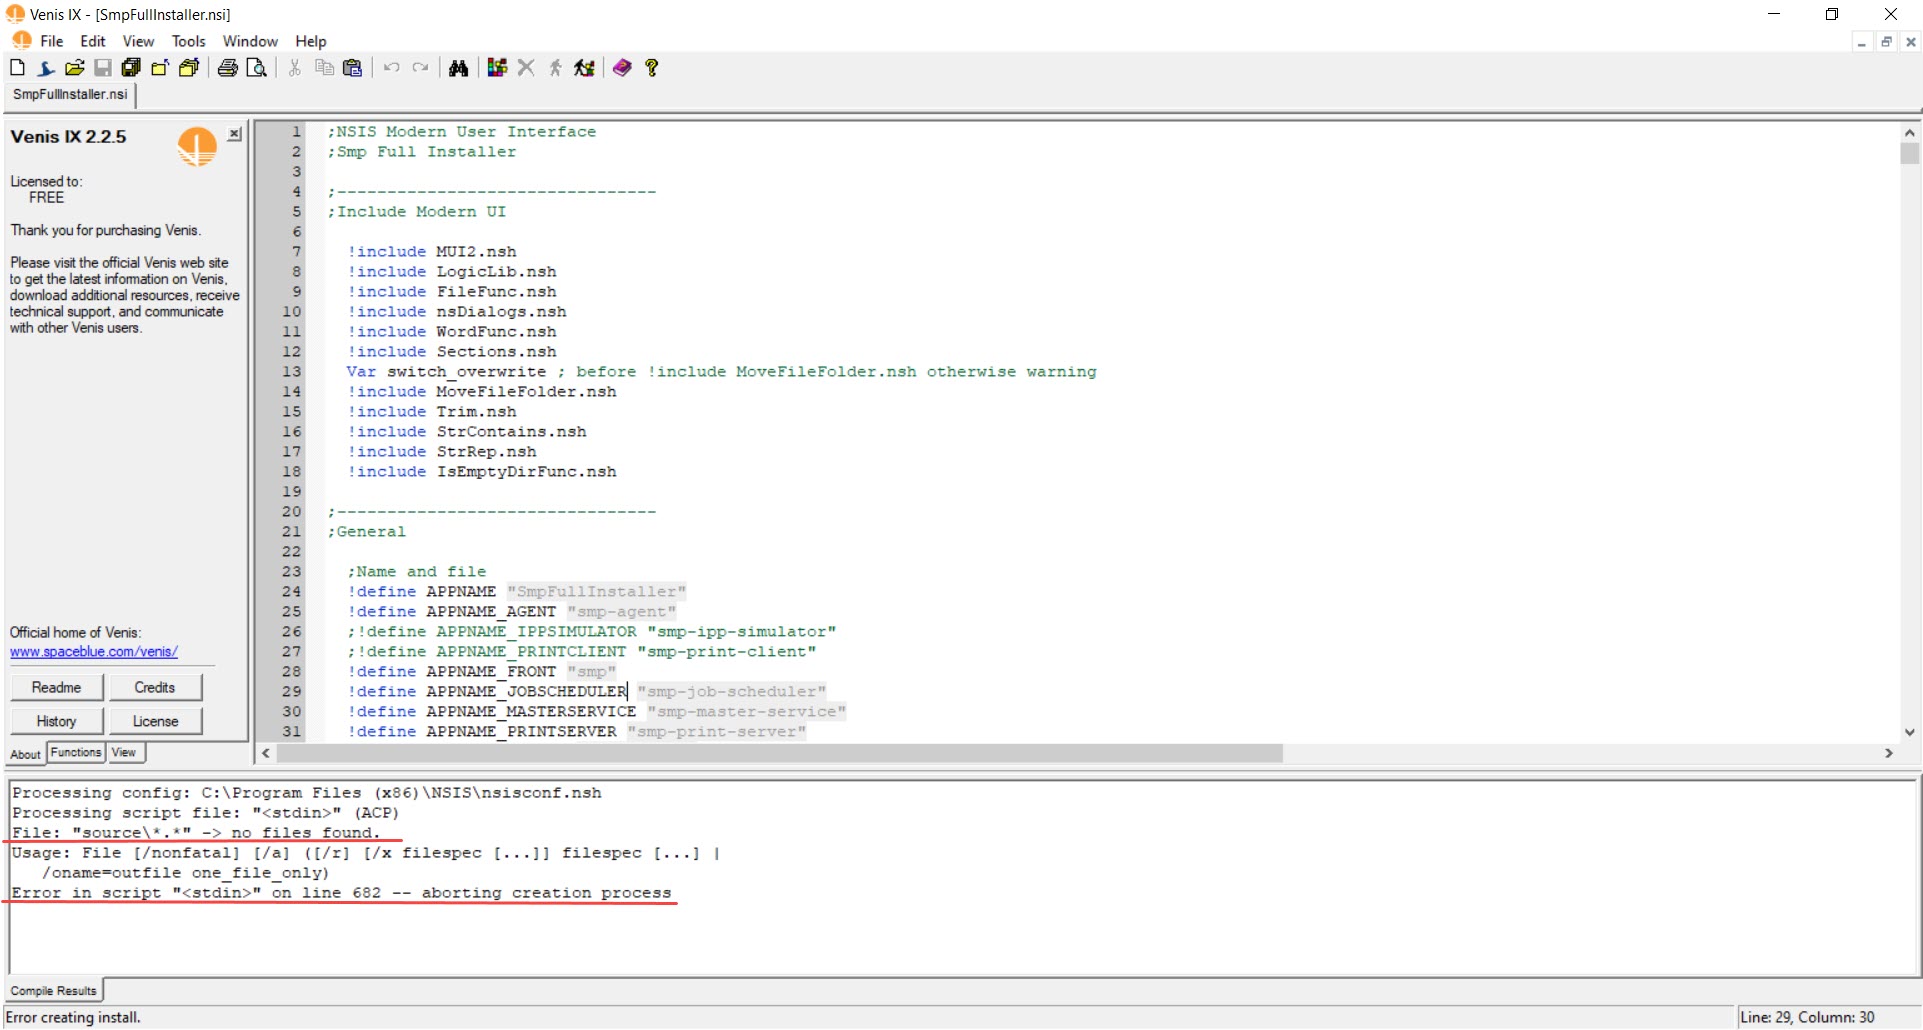 Venis IX - [SmpFullInstaller.nsi]
File Edit View Tools Window Help
SmpFullInstaller.nsi
Venis IX 2.2.5
Licensed to:
FREE
Thank you for purchasing Venis.
Please visit the official Venis web site
to get the latest information on Venis,
download additional resources, receive
technical support, and communicate
with other Venis users.
Official home of Venis:
www.spaceblue.com/venis/
Readme Credits
History License
About Functions View
1 ;NSIS Modern User Interface
2 ;Smp Full Installer
3
4 ;--------------------------------
5 ;Include Modern UI
6
7 !include MUI2.nsh
8 !include LogicLib.nsh
9 !include FileFunc.nsh
10 !include nsDialogs.nsh
11 !include WordFunc.nsh
12 !include Sections.nsh
13 Var switch_overwrite ; before !include MoveFileFolder.nsh otherwise warning
14 !include MoveFileFolder.nsh
15 !include Trim.nsh
16 !include StrContains.nsh
17 !include StrRep.nsh
18 !include IsEmptyDirFunc.nsh
19
20 ;--------------------------------
21 ;General
22
23 ;Name and file
24 !define APPNAME "SmpFullInstaller"
25 !define APPNAME_AGENT "smp-agent"
26 ;!define APPNAME_IPPSIMULATOR "smp-ipp-simulator"
27 ;!define APPNAME_PRINTCLIENT "smp-print-client"
28 !define APPNAME_FRONT "smp"
29 !define APPNAME_JOBSCHEDULER "smp-job-scheduler"
30 !define APPNAME_MASTERSERVICE "smp-master-service"
31 !define APPNAME_PRINTSERVER "smp-print-server"
Processing config: C:\Program Files (x86)\NSIS\nsisconf.nsh
Processing script file: "<stdin>" (ACP)
File: "source\*.*" -> no files found.
Usage: File [/nonfatal] [/a] ([/r] [/x filespec [...]] filespec [...] |
/oname=outfile one_file_only)
Error in script "<stdin>" on line 682 -- aborting creation process
Compile Results
Error creating install.
Line: 29, Column: 30